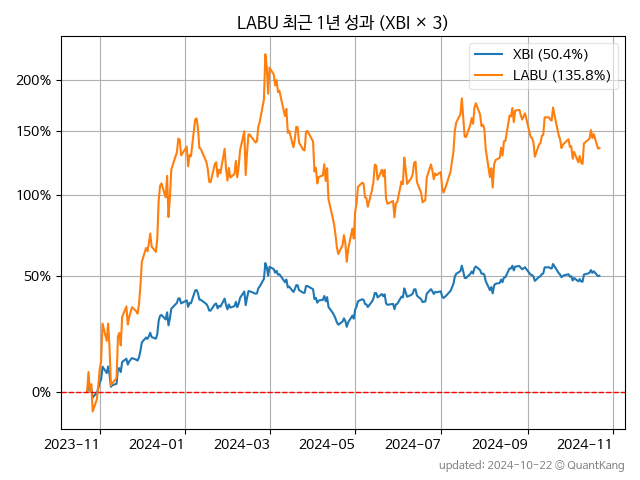 LABU 최근 1년 성과 (XBI × 3)
XBI (50.4%)
LABU (135.8%)
200%
150%
100%
50%
0%
2023-11 2024-01 2024-03 2024-05 2024-07 2024-09 2024-11
updated: 2024-10-22 © QuantKang